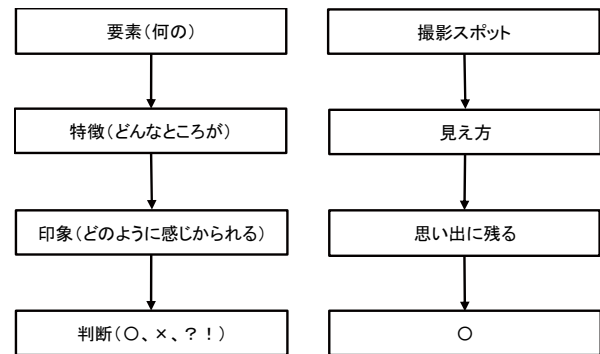 要素(何の)
特徴(どんなところが)
印象(どのように感じかられる)
判断(○、×、?!)
撮影スポット
見え方
思い出に残る
○